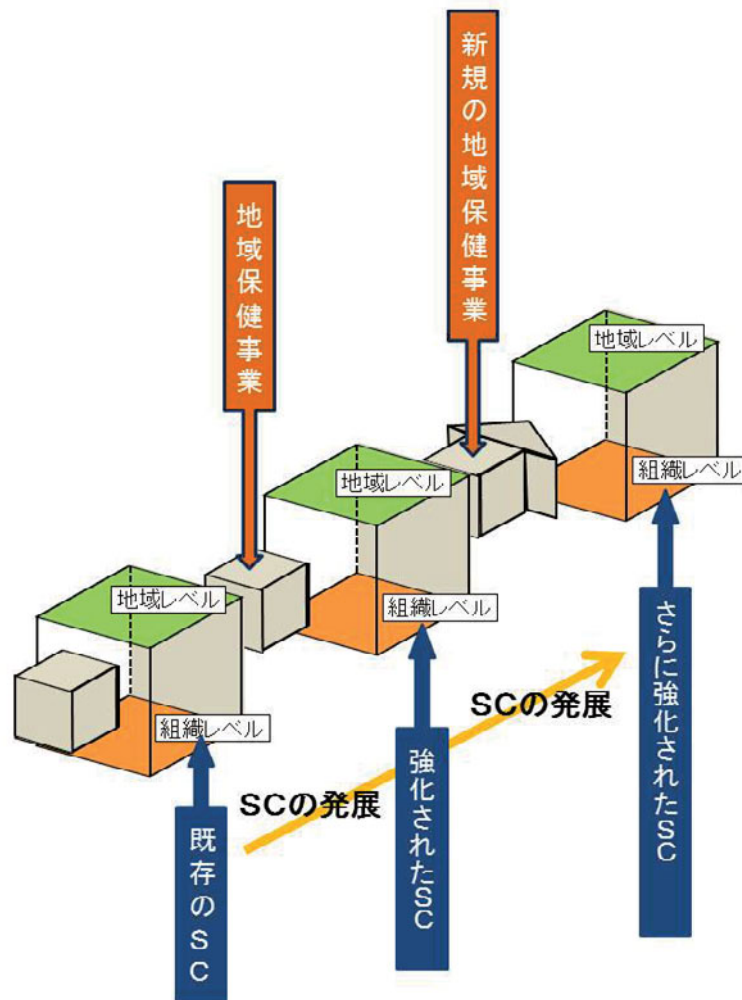 新規の地域保健事業
地域保健事業
地域レベル
組織レベル
地域レベル
組織レベル
地域レベル
組織レベル
SCの発展
SCの発展
既存のSC
強化されたSC
さらに強化されたSC